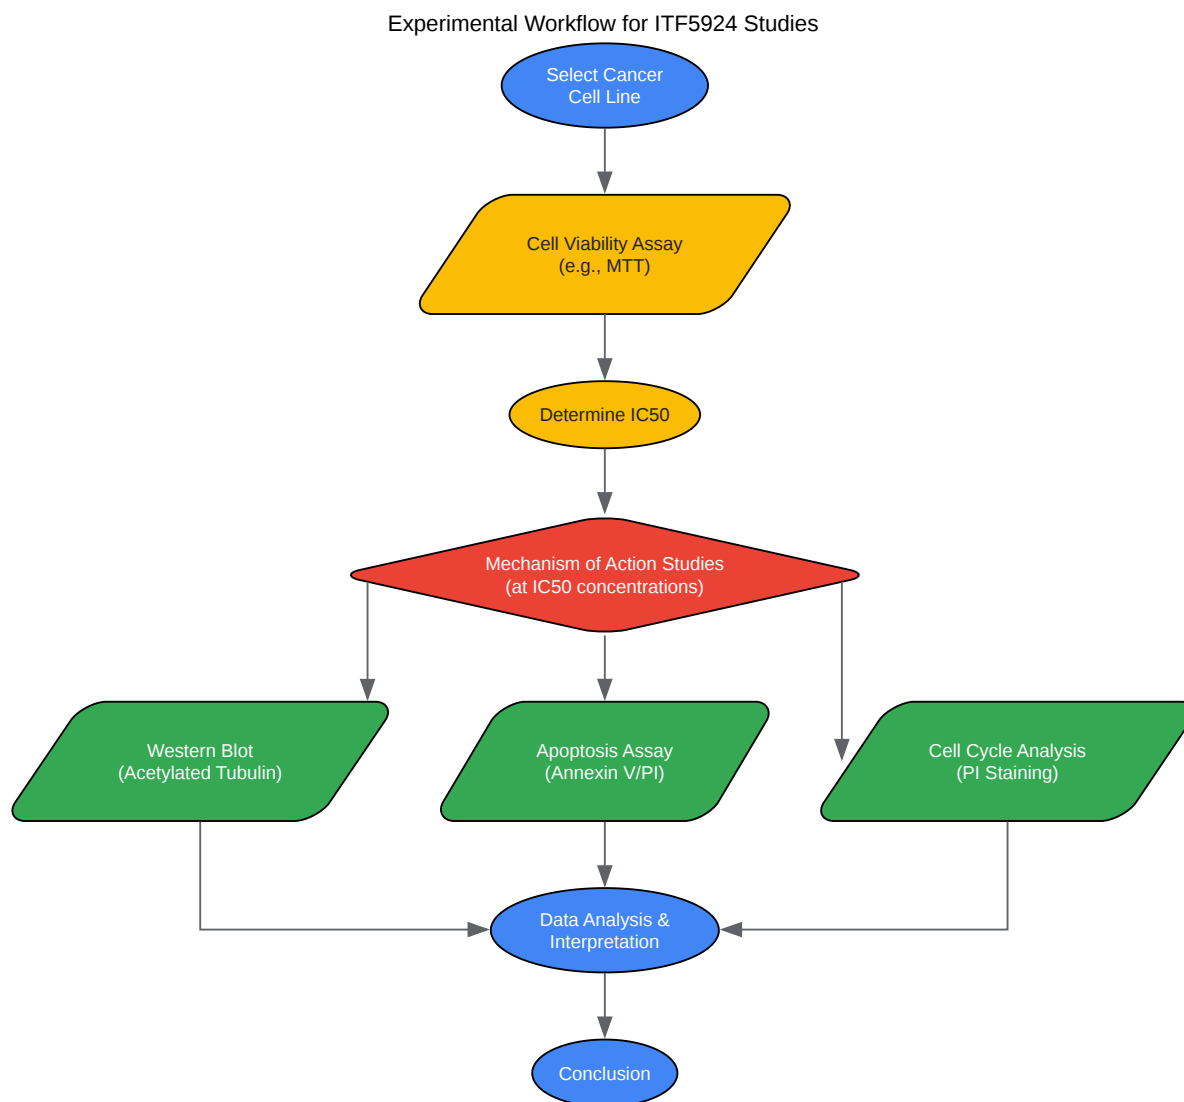 Experimental Workflow for ITF5924 Studies
Select Cancer
Cell Line
Cell Viability Assay
(e.g., MTT)
Determine IC50
Mechanism of Action Studies
(at IC50 concentrations)
Western Blot
(Acetylated Tubulin)
Apoptosis Assay
(Annexin V/PI)
Cell Cycle Analysis
(PI Staining)
Data Analysis &
Interpretation
Conclusion